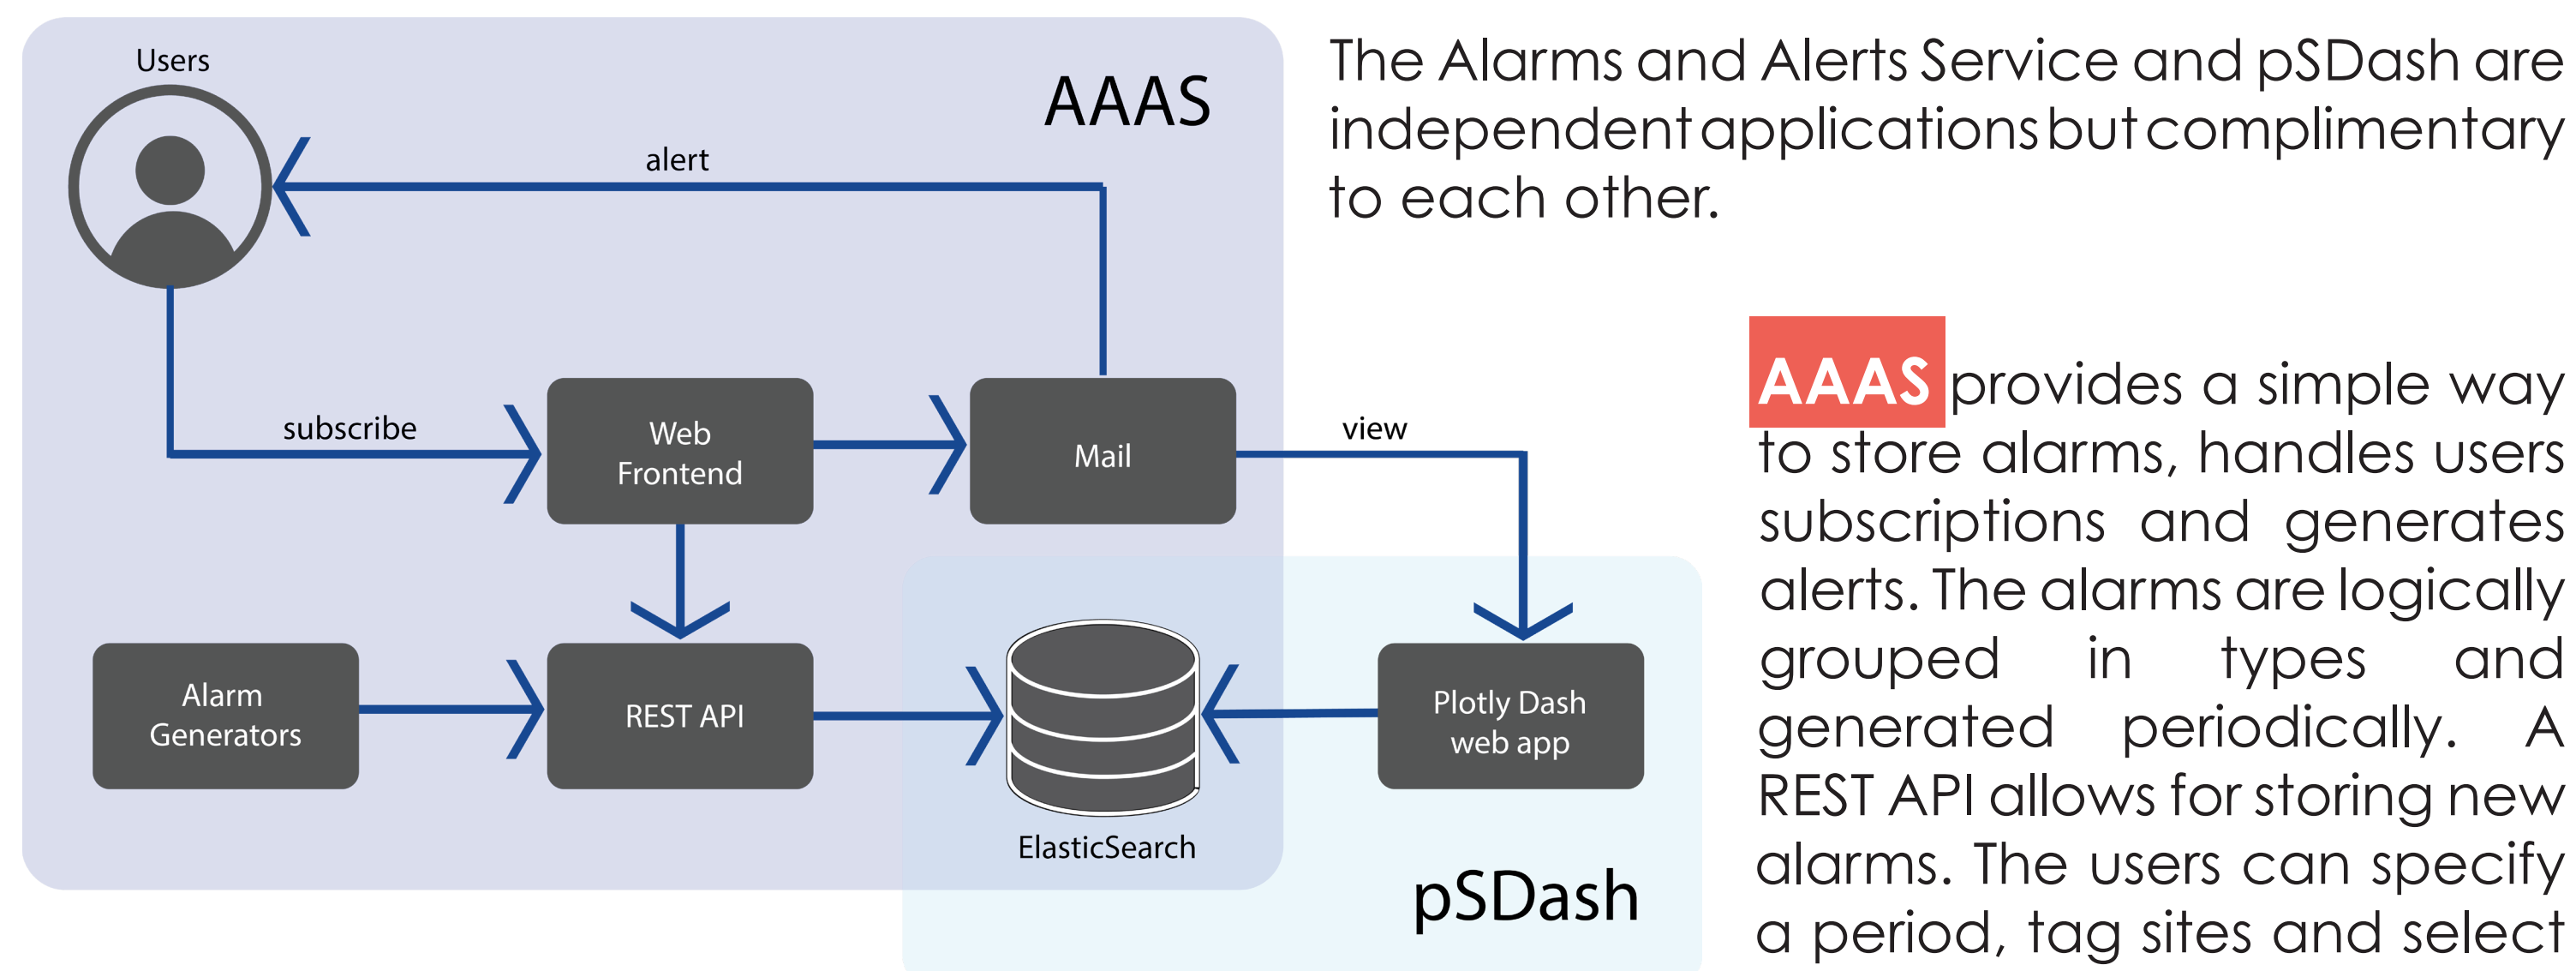 Users
AAAS
alert
subscribe
Web
Frontend
Mail
view
Alarm
Generators
REST API
ElasticSearch
Plotly Dash
web app
pSDash
The Alarms and Alerts Service and pSDash are
independent applications but complimentary
to each other.
AAAS provides a simple way
to store alarms, handles users
subscriptions and generates
alerts. The alarms are logically
grouped in types and
generated periodically. A
REST API allows for storing new
alarms. The users can specify
a period, tag sites and select